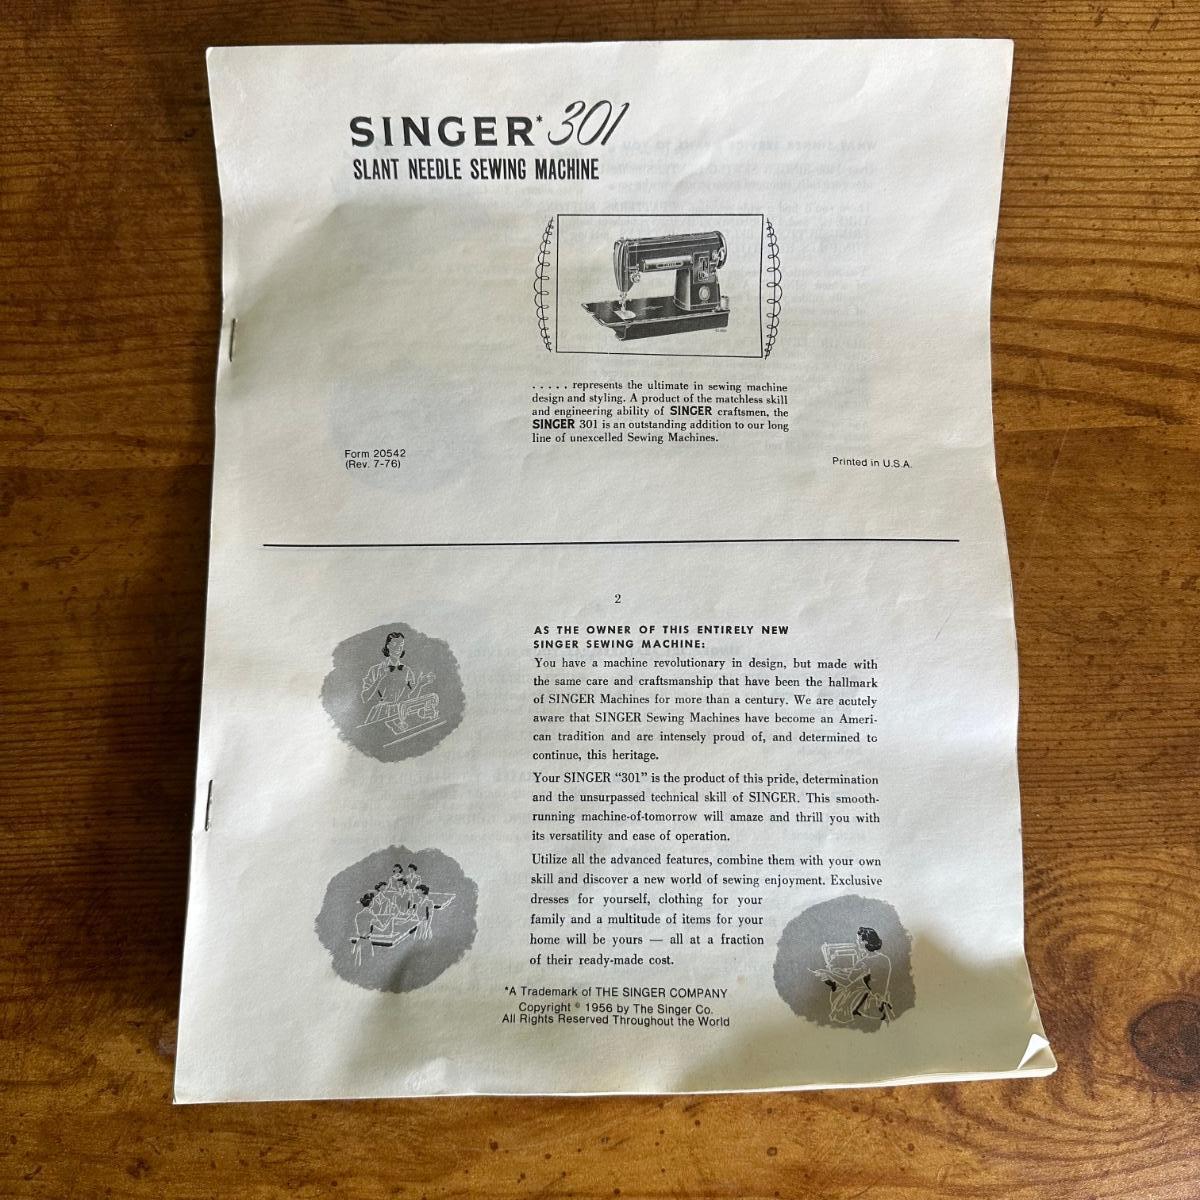 SINGER* 301
SLANT NEEDLE SEWING MACHINE
SINGER
. . . . . represents the ultimate in sewing machine
design and styling. A product of the matchless skill
and engineering ability of SINGER craftsmen, the
SINGER 301 is an outstanding addition to our long
line of unexcelled Sewing Machines.
Form 20542
(Rev. 7-76)
Printed in U.S.A.
2
AS THE OWNER OF THIS ENTIRELY NEW
SINGER SEWING MACHINE:
You have a machine revolutionary in design, but made with
the same care and craftsmanship that have been the hallmark
of SINGER Machines for more than a century. We are acutely
aware that SINGER Sewing Machines have become an Ameri-
can tradition and are intensely proud of, and determined to
continue, this heritage.
Your SINGER “301” is the product of this pride, determination
and the unsurpassed technical skill of SINGER. This smooth-
running machine-of-tomorrow will amaze and thrill you with
its versatility and ease of operation.
Utilize all the advanced features, combine them with your own
skill and discover a new world of sewing enjoyment. Exclusive
dresses for yourself, clothing for your
family and a multitude of items for your
home will be yours — all at a fraction
of their ready-made cost.
*A Trademark of THE SINGER COMPANY
Copyright © 1956 by The Singer Co.
All Rights Reserved Throughout the World